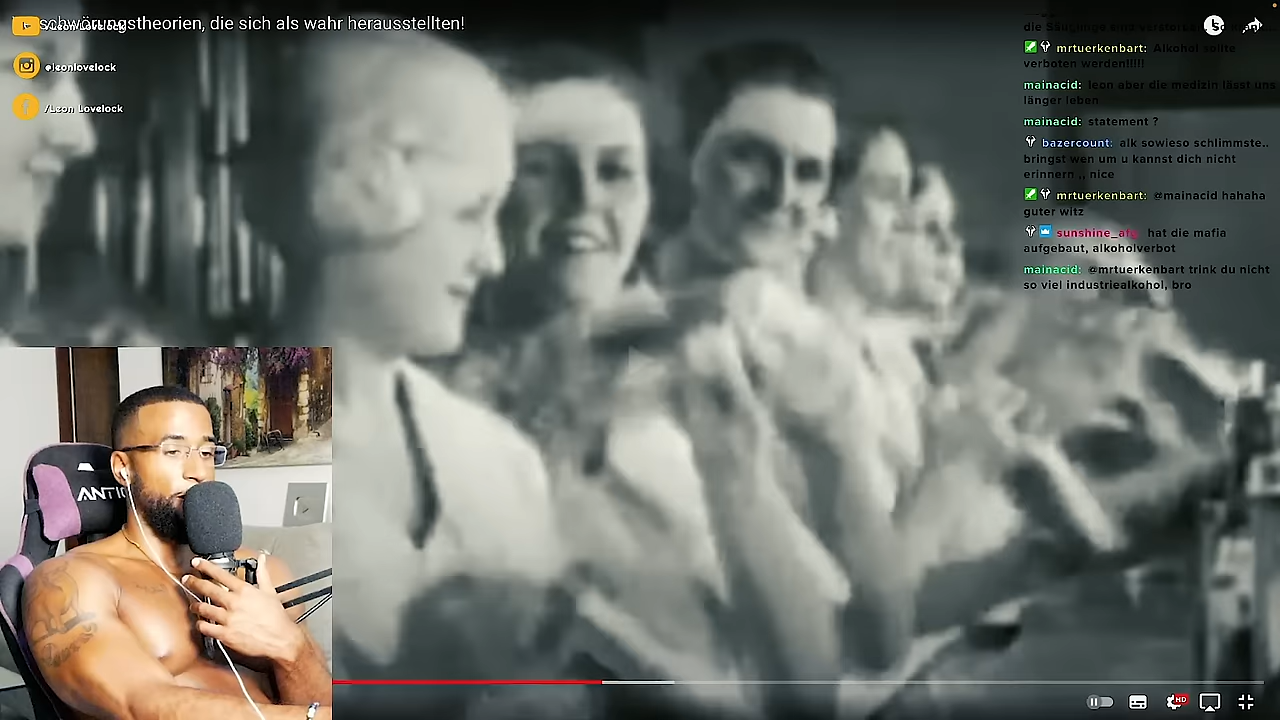 schwörungstheorien, die sich als wahr herausstellten!
/Leon Lovelock
@leonlovelock
/Leon Lovelock
mrtuerkenbart: Alkohol sollte
verboten werden!!!!!
mainacid: leon aber die medizin lässt uns
länger leben
mainacid: statement ?
bazercount: alk sowieso schlimmste..
bringst wen um u kannst dich nicht
erinnern ,, nice
mrtuerkenbart: @mainacid hahaha
guter witz
hat die mafia
aufgebaut, alkoholverbot
mainacid: @mrtuerkenbart trink du nicht
so viel industriealkohol, bro
ANTI
HD